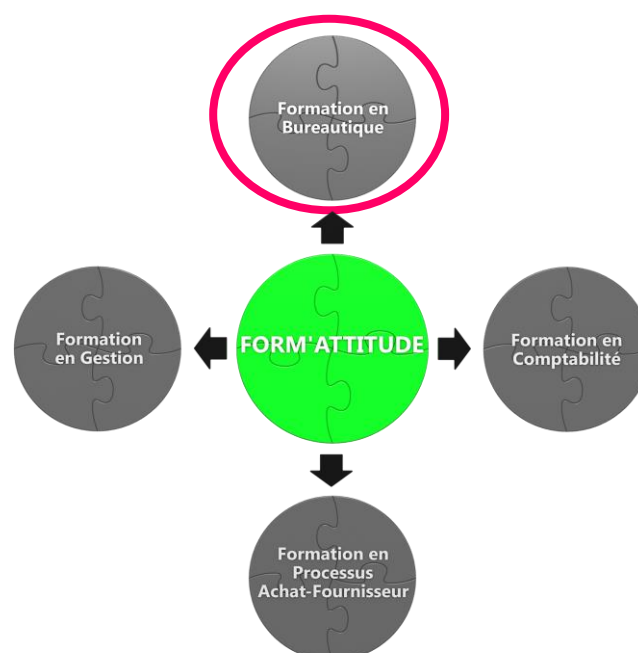 Formation en
Bureautique
Formation
en Gestion
FORM'ATTITUDE
Formation en
Comptabilité
Formation en
Processus
Achat-Fournisseur